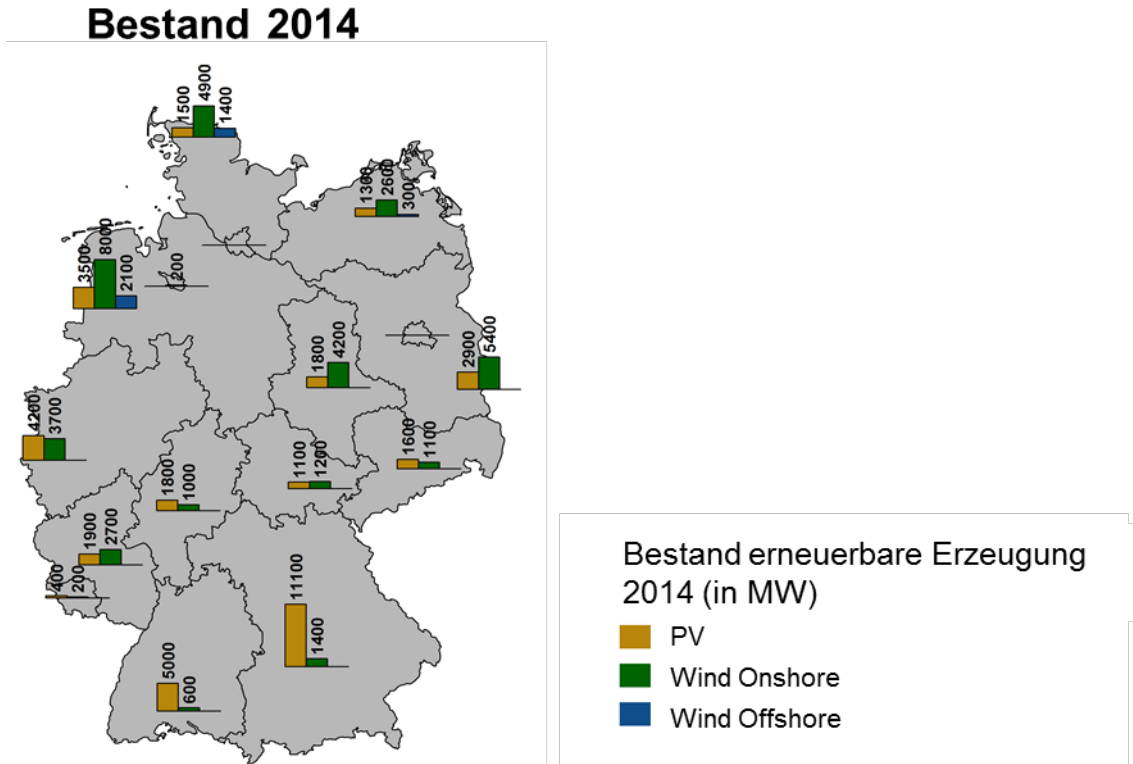 Bestand 2014
1500 4900 1400
1300 2600 300
3500 8000 2100
200
1800 4200
2900 5400
4200 3700
1600 1100
1100 1200
1800 1000
1900 2700
400 200
11100 1400
5000 600
Bestand erneuerbare Erzeugung
2014 (in MW)
PV
Wind Onshore
Wind Offshore